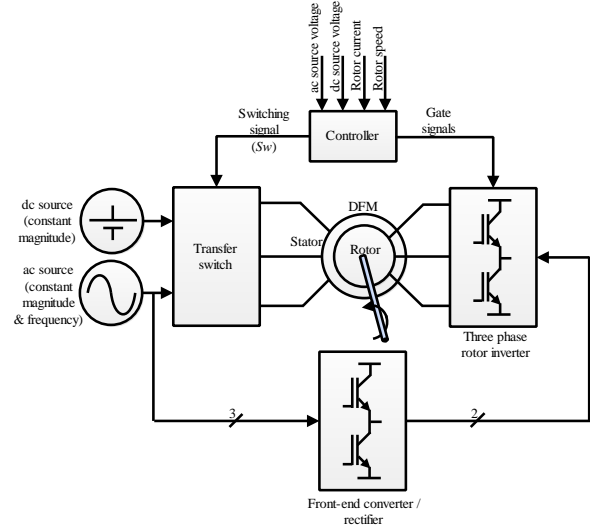 ac source voltage
dc source voltage
Rotor current
Rotor speed
Switching
signal
(Sw)
Controller
Gate
signals
dc source
(constant
magnitude)
Transfer
switch
Stator
DFM
Rotor
ac source
(constant
magnitude
& frequency)
Three phase
rotor inverter
3
2
Front-end converter /
rectifier